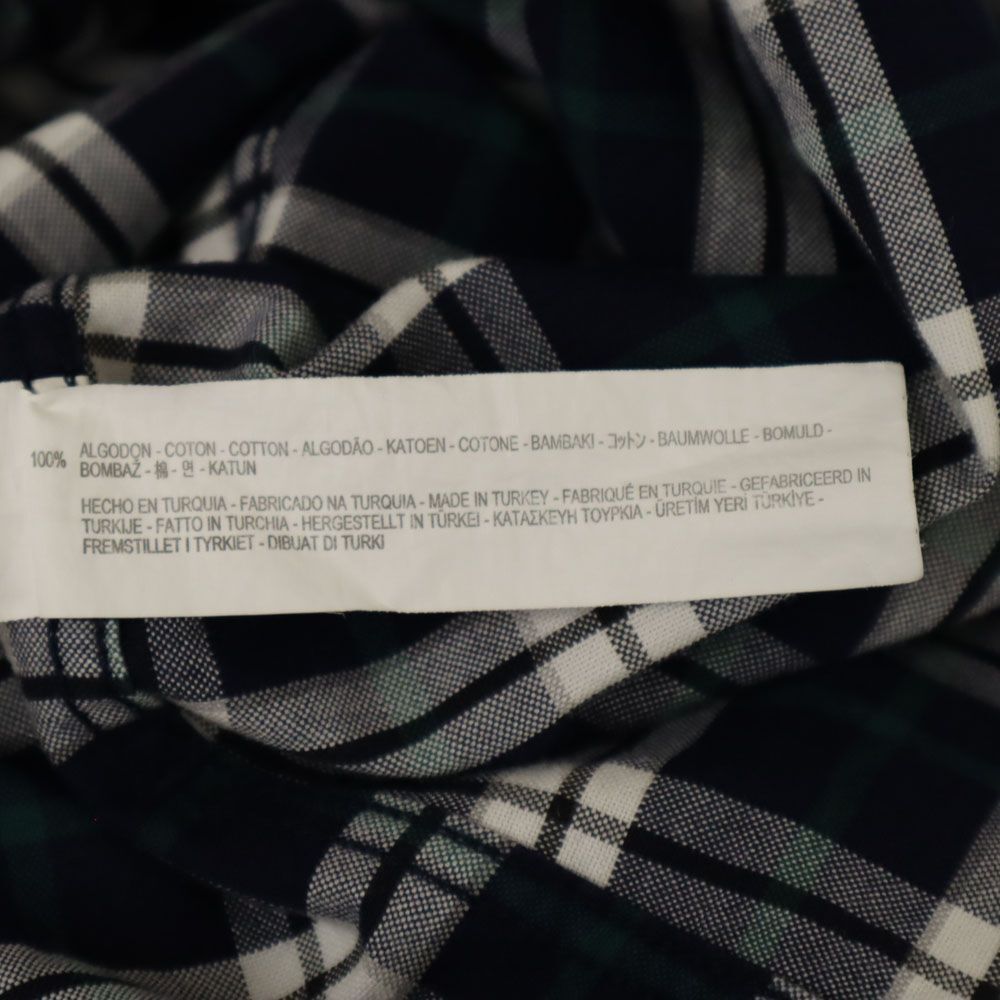 100% ALGODON - COTON - COTTON - ALGODÃO - KATOEN - COTONE - BAMBAKI - コットン - BAUMWOLLE - BOMULD -
BOMBAŽ - 棉 - 면 - KATUN
HECHO EN TURQUIA - FABRICADO NA TURQUIA - MADE IN TURKEY - FABRIQUÉ EN TURQUIE - GEFABRICEERD IN
TURKIJE - FATTO IN TURCHIA - HERGESTELLT IN TÜRKEI - ΚΑΤΑΣΚΕΥΗ ΤΟΥΡΚΙΑ - ÜRETİM YERİ TÜRKİYE -
FREMSTILLET I TYRKIET - DIBUAT DI TURKI